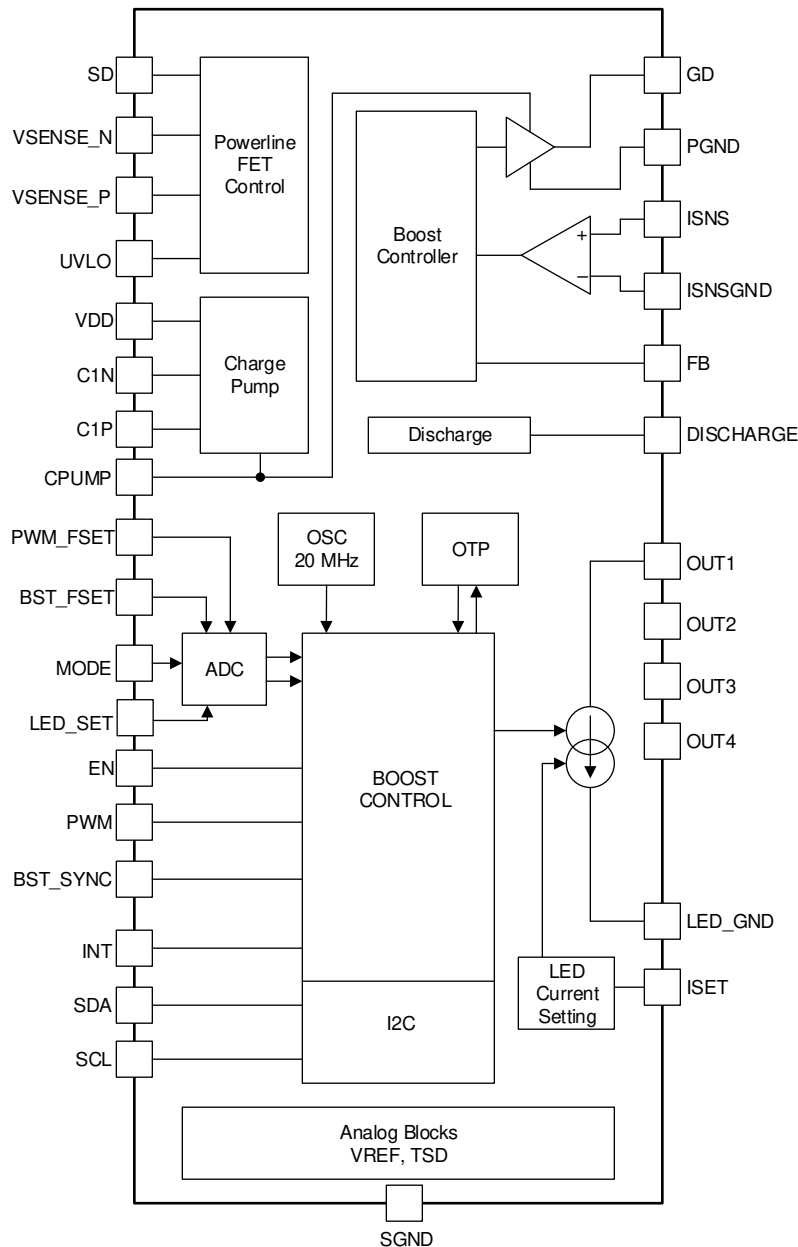 SD
VSENSE_N
VSENSE_P
UVLO
VDD
C1N
C1P
CPUMP
PWM_FSET
BST_FSET
MODE
LED_SET
EN
PWM
BST_SYNC
INT
SDA
SCL
Powerline
FET
Control
Charge
Pump
Boost
Controller
+
−
Discharge
OSC
20 MHz
OTP
ADC
BOOST
CONTROL
I2C
LED
Current
Setting
Analog Blocks
VREF, TSD
GD
PGND
ISNS
ISNSGND
FB
DISCHARGE
OUT1
OUT2
OUT3
OUT4
LED_GND
ISET
SGND